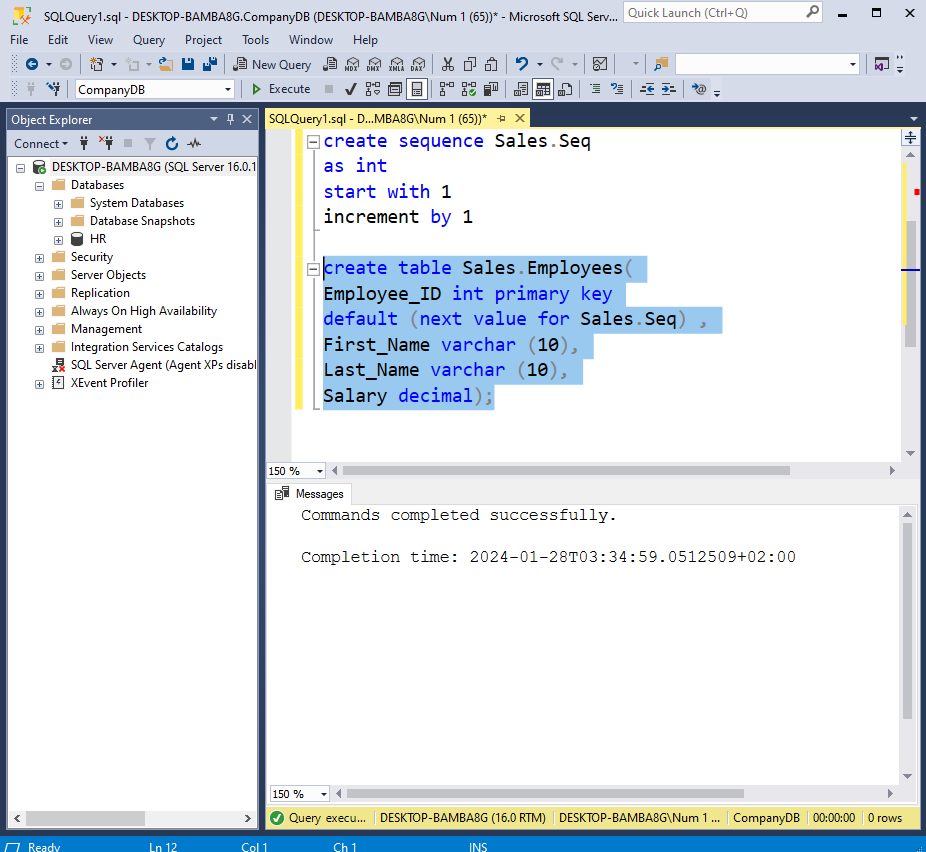 SQLQuery1.sql - DESKTOP-BAMBA8G.CompanyDB (DESKTOP-BAMBA8G\Num 1 (65))* - Microsoft SQL Serv...
Quick Launch (Ctrl+Q)
File Edit View Query Project Tools Window Help
New Query MDX DMX XMLA DAX
CompanyDB Execute
Object Explorer
Connect
DESKTOP-BAMBA8G (SQL Server 16.0.1
Databases
System Databases
Database Snapshots
HR
Security
Server Objects
Replication
Always On High Availability
Management
Integration Services Catalogs
SQL Server Agent (Agent XPs disabl
XEvent Profiler
SQLQuery1.sql - D...MBA8G\Num 1 (65))*
create sequence Sales.Seq
as int
start with 1
increment by 1
create table Sales.Employees(
Employee_ID int primary key
default (next value for Sales.Seq) ,
First_Name varchar (10),
Last_Name varchar (10),
Salary decimal);
150 %
Messages
Commands completed successfully.
Completion time: 2024-01-28T03:34:59.0512509+02:00
150 %
Query execu... DESKTOP-BAMBA8G (16.0 RTM) DESKTOP-BAMBA8G\Num 1 ... CompanyDB 00:00:00 0 rows
Ready Ln 12 Col 1 Ch 1 INS